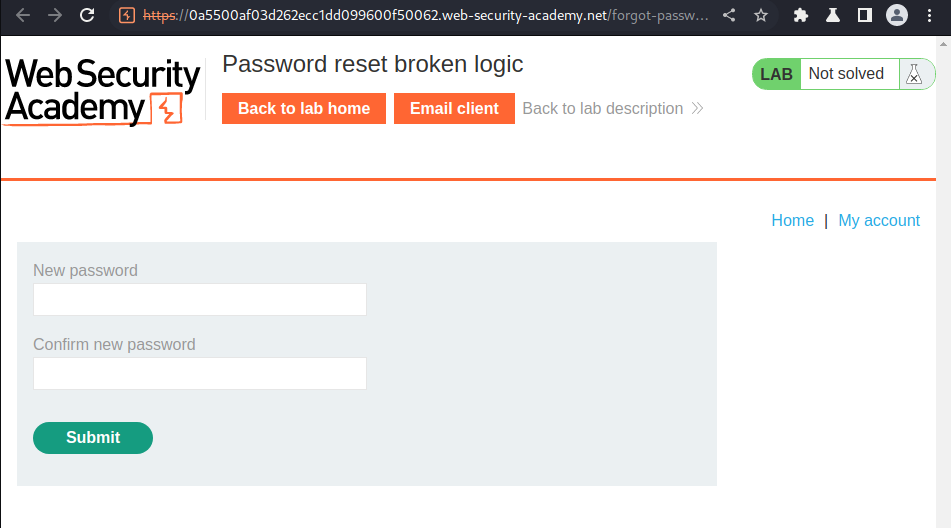 https://0a5500af03d262ecc1dd099600f50062.web-security-academy.net/forgot-passw...
Web Security
Academy
Password reset broken logic
Back to lab home
Email client
Back to lab description
LAB
Not solved
Home | My account
New password
Confirm new password
Submit